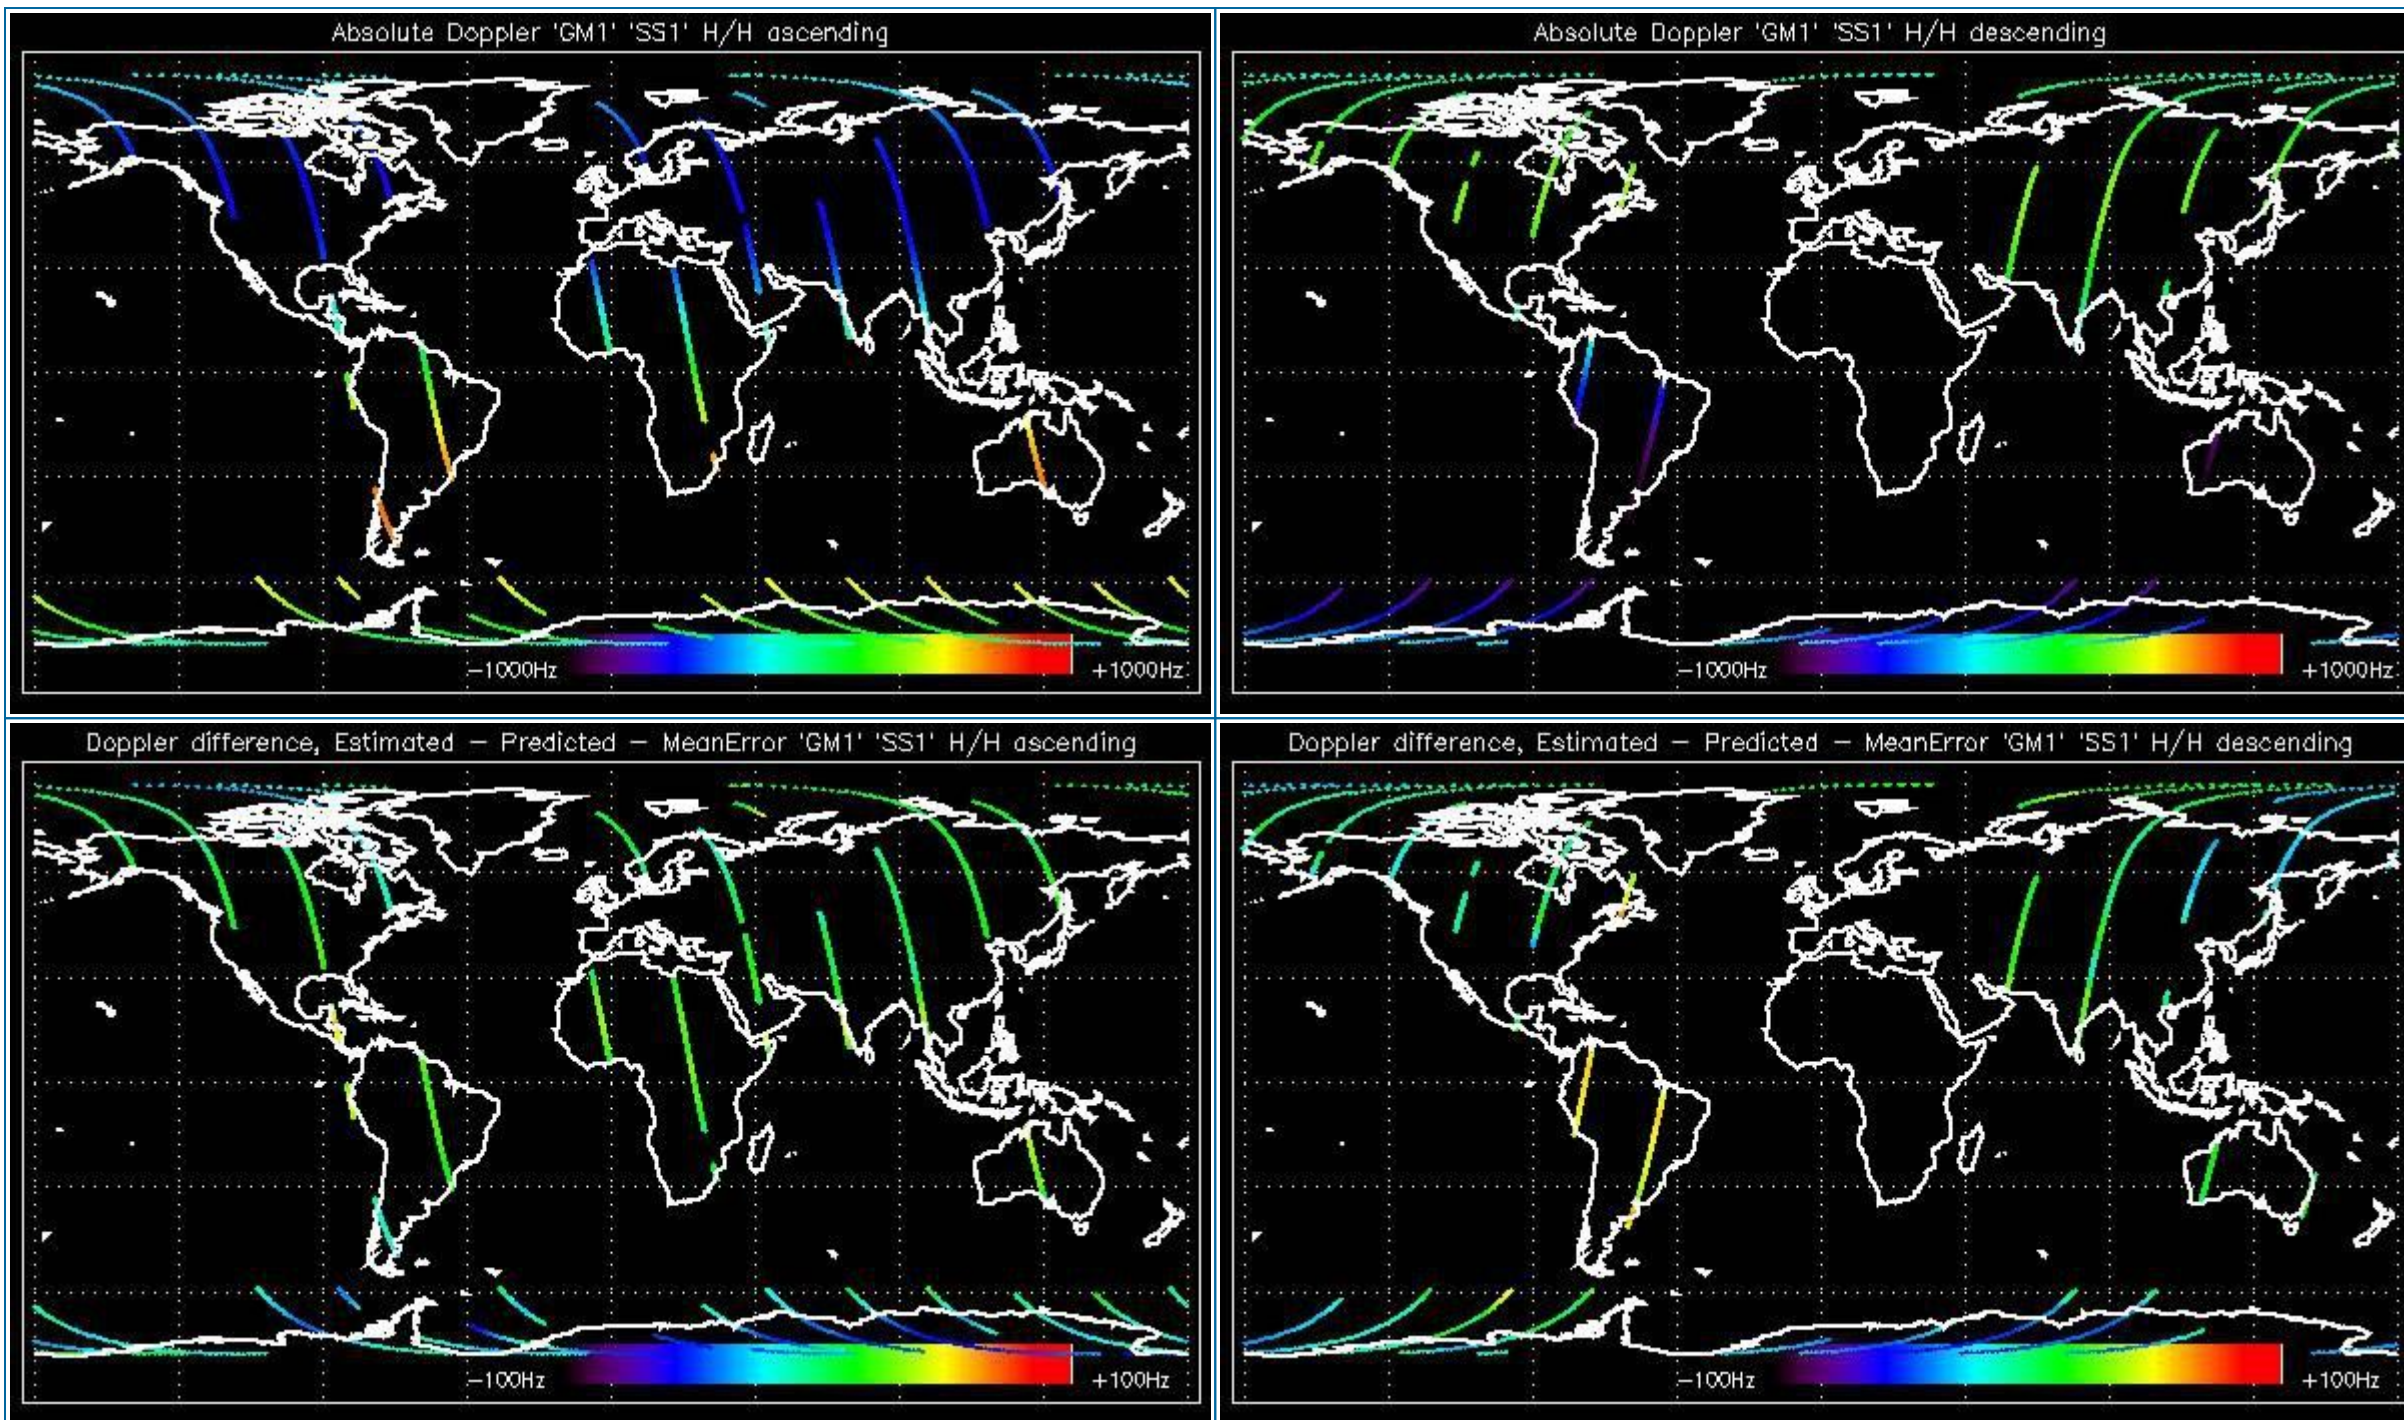 Absolute Doppler 'GM1' 'SS1' H/H ascending
-1000Hz
+1000Hz
Absolute Doppler 'GM1' 'SS1' H/H descending
-1000Hz
+1000Hz
Doppler difference, Estimated - Predicted - MeanError 'GM1' 'SS1' H/H ascending
-100Hz
+100Hz
Doppler difference, Estimated - Predicted - MeanError 'GM1' 'SS1' H/H descending
-100Hz
+100Hz